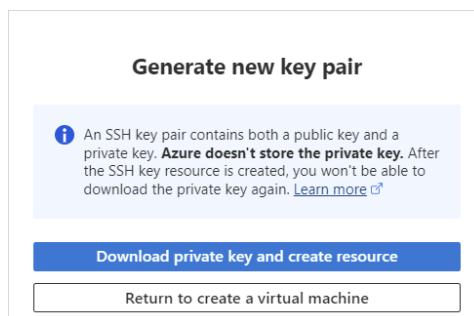 Generate new key pair
An SSH key pair contains both a public key and a
private key. Azure doesn't store the private key. After
the SSH key resource is created, you won't be able to
download the private key again. Learn more
Download private key and create resource
Return to create a virtual machine